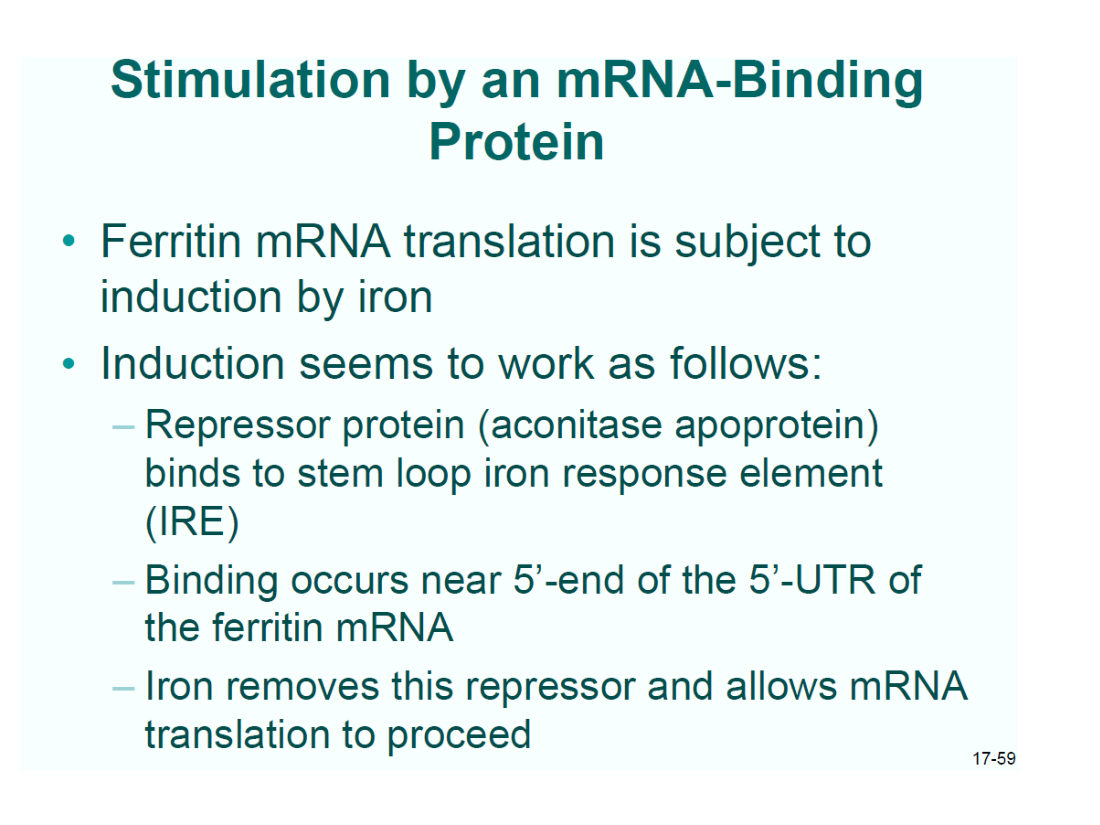 Stimulation by an mRNA-Binding
Protein
• Ferritin mRNA translation is subject to
induction by iron
• Induction seems to work as follows:
– Repressor protein (aconitase apoprotein)
binds to stem loop iron response element
(IRE)
– Binding occurs near 5’-end of the 5’-UTR of
the ferritin mRNA
– Iron removes this repressor and allows mRNA
translation to proceed
17-59